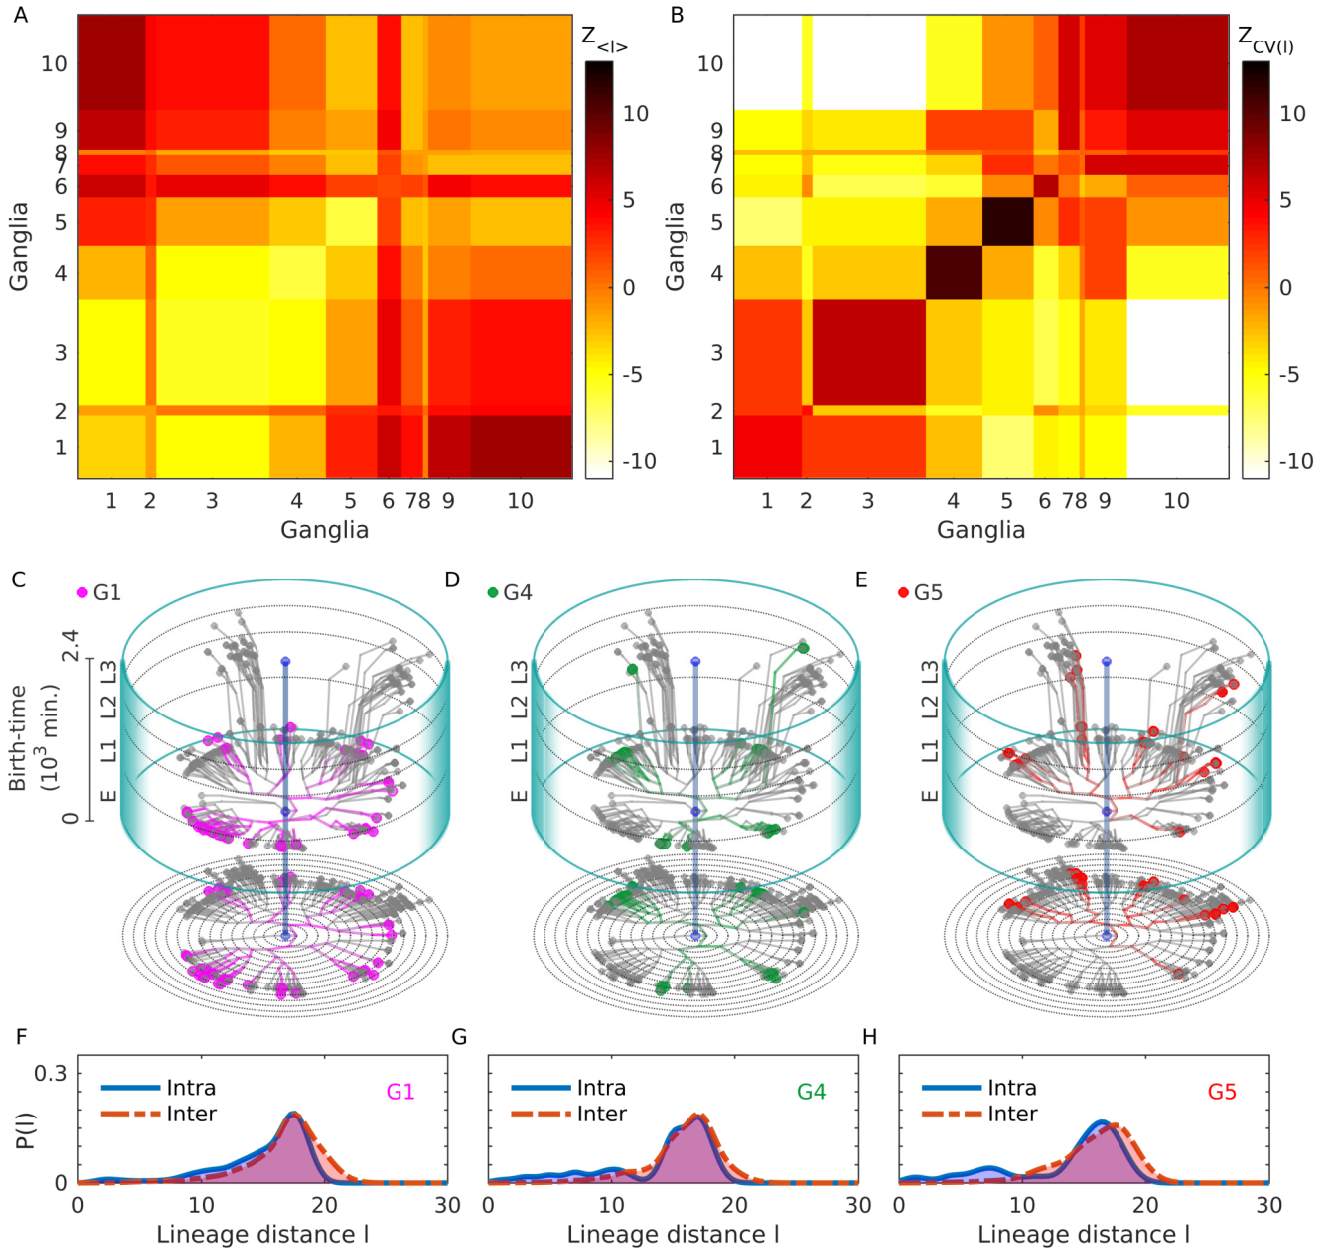 A
B
Z<l>
ZCV(l)
10
9
8
7
6
5
4
3
2
1
Ganglia
1 2 3 4 5 6 7 8 9 10
Ganglia
10
5
0
-5
-10
10
9
8
7
6
5
4
3
2
1
Ganglia
1 2 3 4 5 6 7 8 9 10
Ganglia
10
5
0
-5
-10
C
G1
D
G4
E
G5
Birth-time
(10³ min.)
0
2.4
E L1 L2 L3
E L1 L2 L3
E L1 L2 L3
F
G
H
P(l)
0.3
0
Intra
Inter
G1
0 10 20 30
Lineage distance l
Intra
Inter
G4
0 10 20 30
Lineage distance l
Intra
Inter
G5
0 10 20 30
Lineage distance l